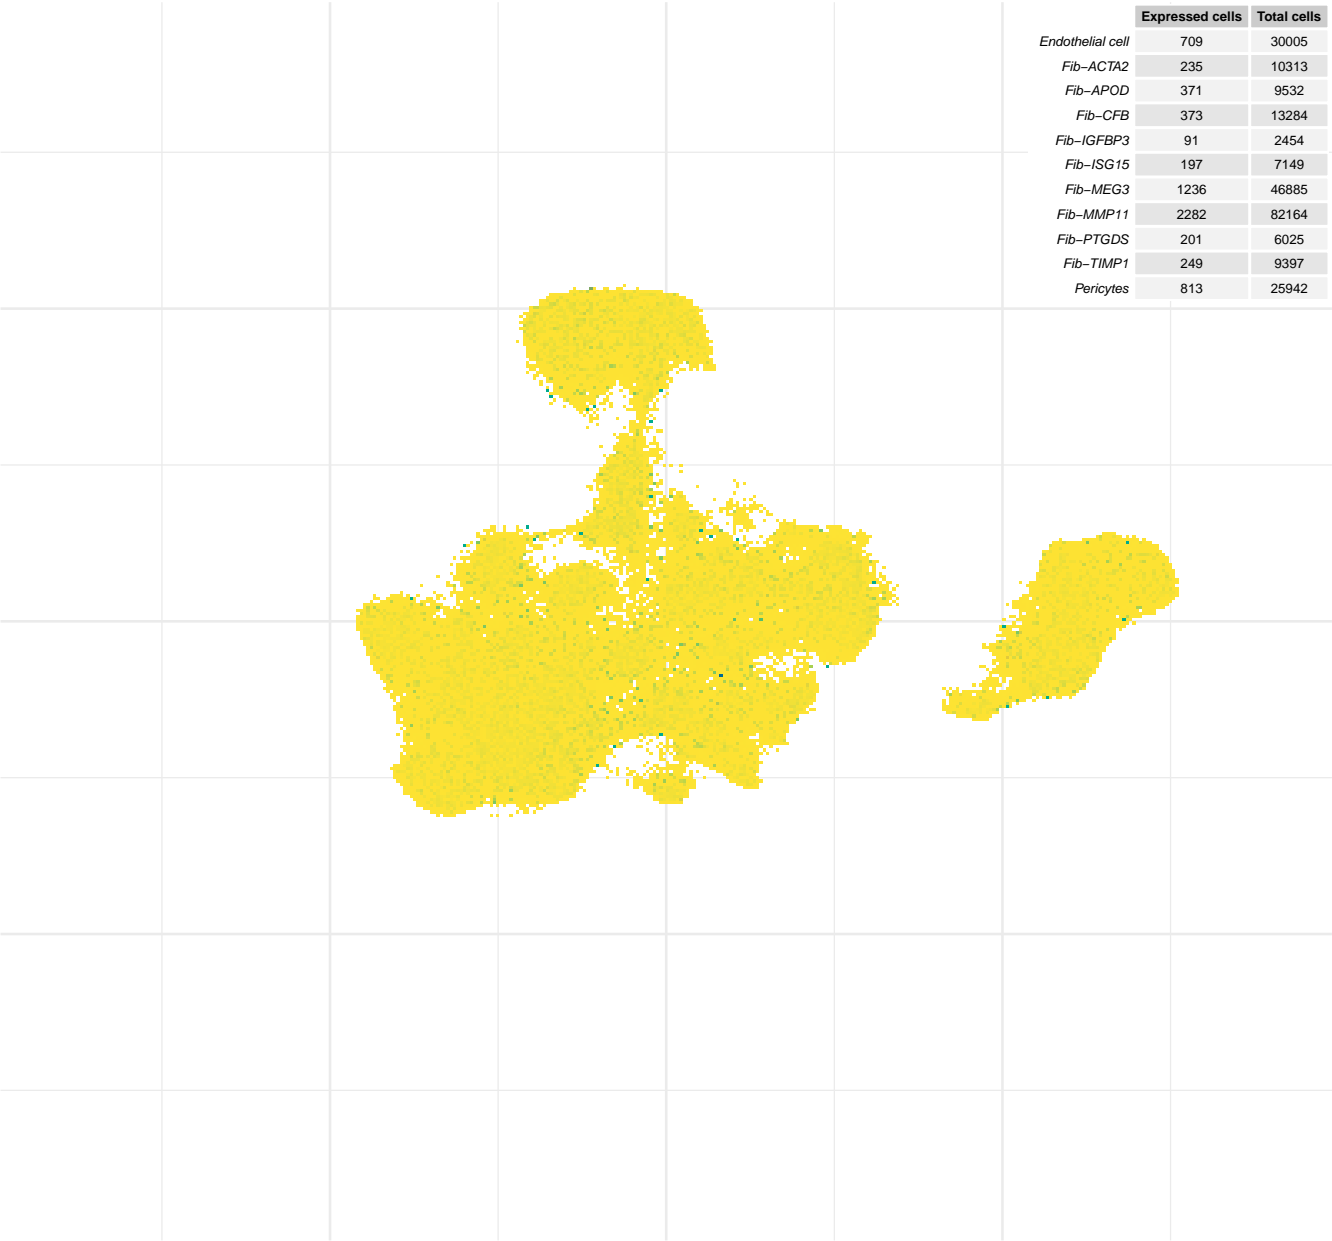 Expressed cells Total cells
Endothelial cell 709 30005
Fib−ACTA2 235 10313
Fib−APOD 371 9532
Fib−CFB 373 13284
Fib−IGFBP3 91 2454
Fib−ISG15 197 7149
Fib−MEG3 1236 46885
Fib−MMP11 2282 82164
Fib−PTGDS 201 6025
Fib−TIMP1 249 9397
Pericytes 813 25942